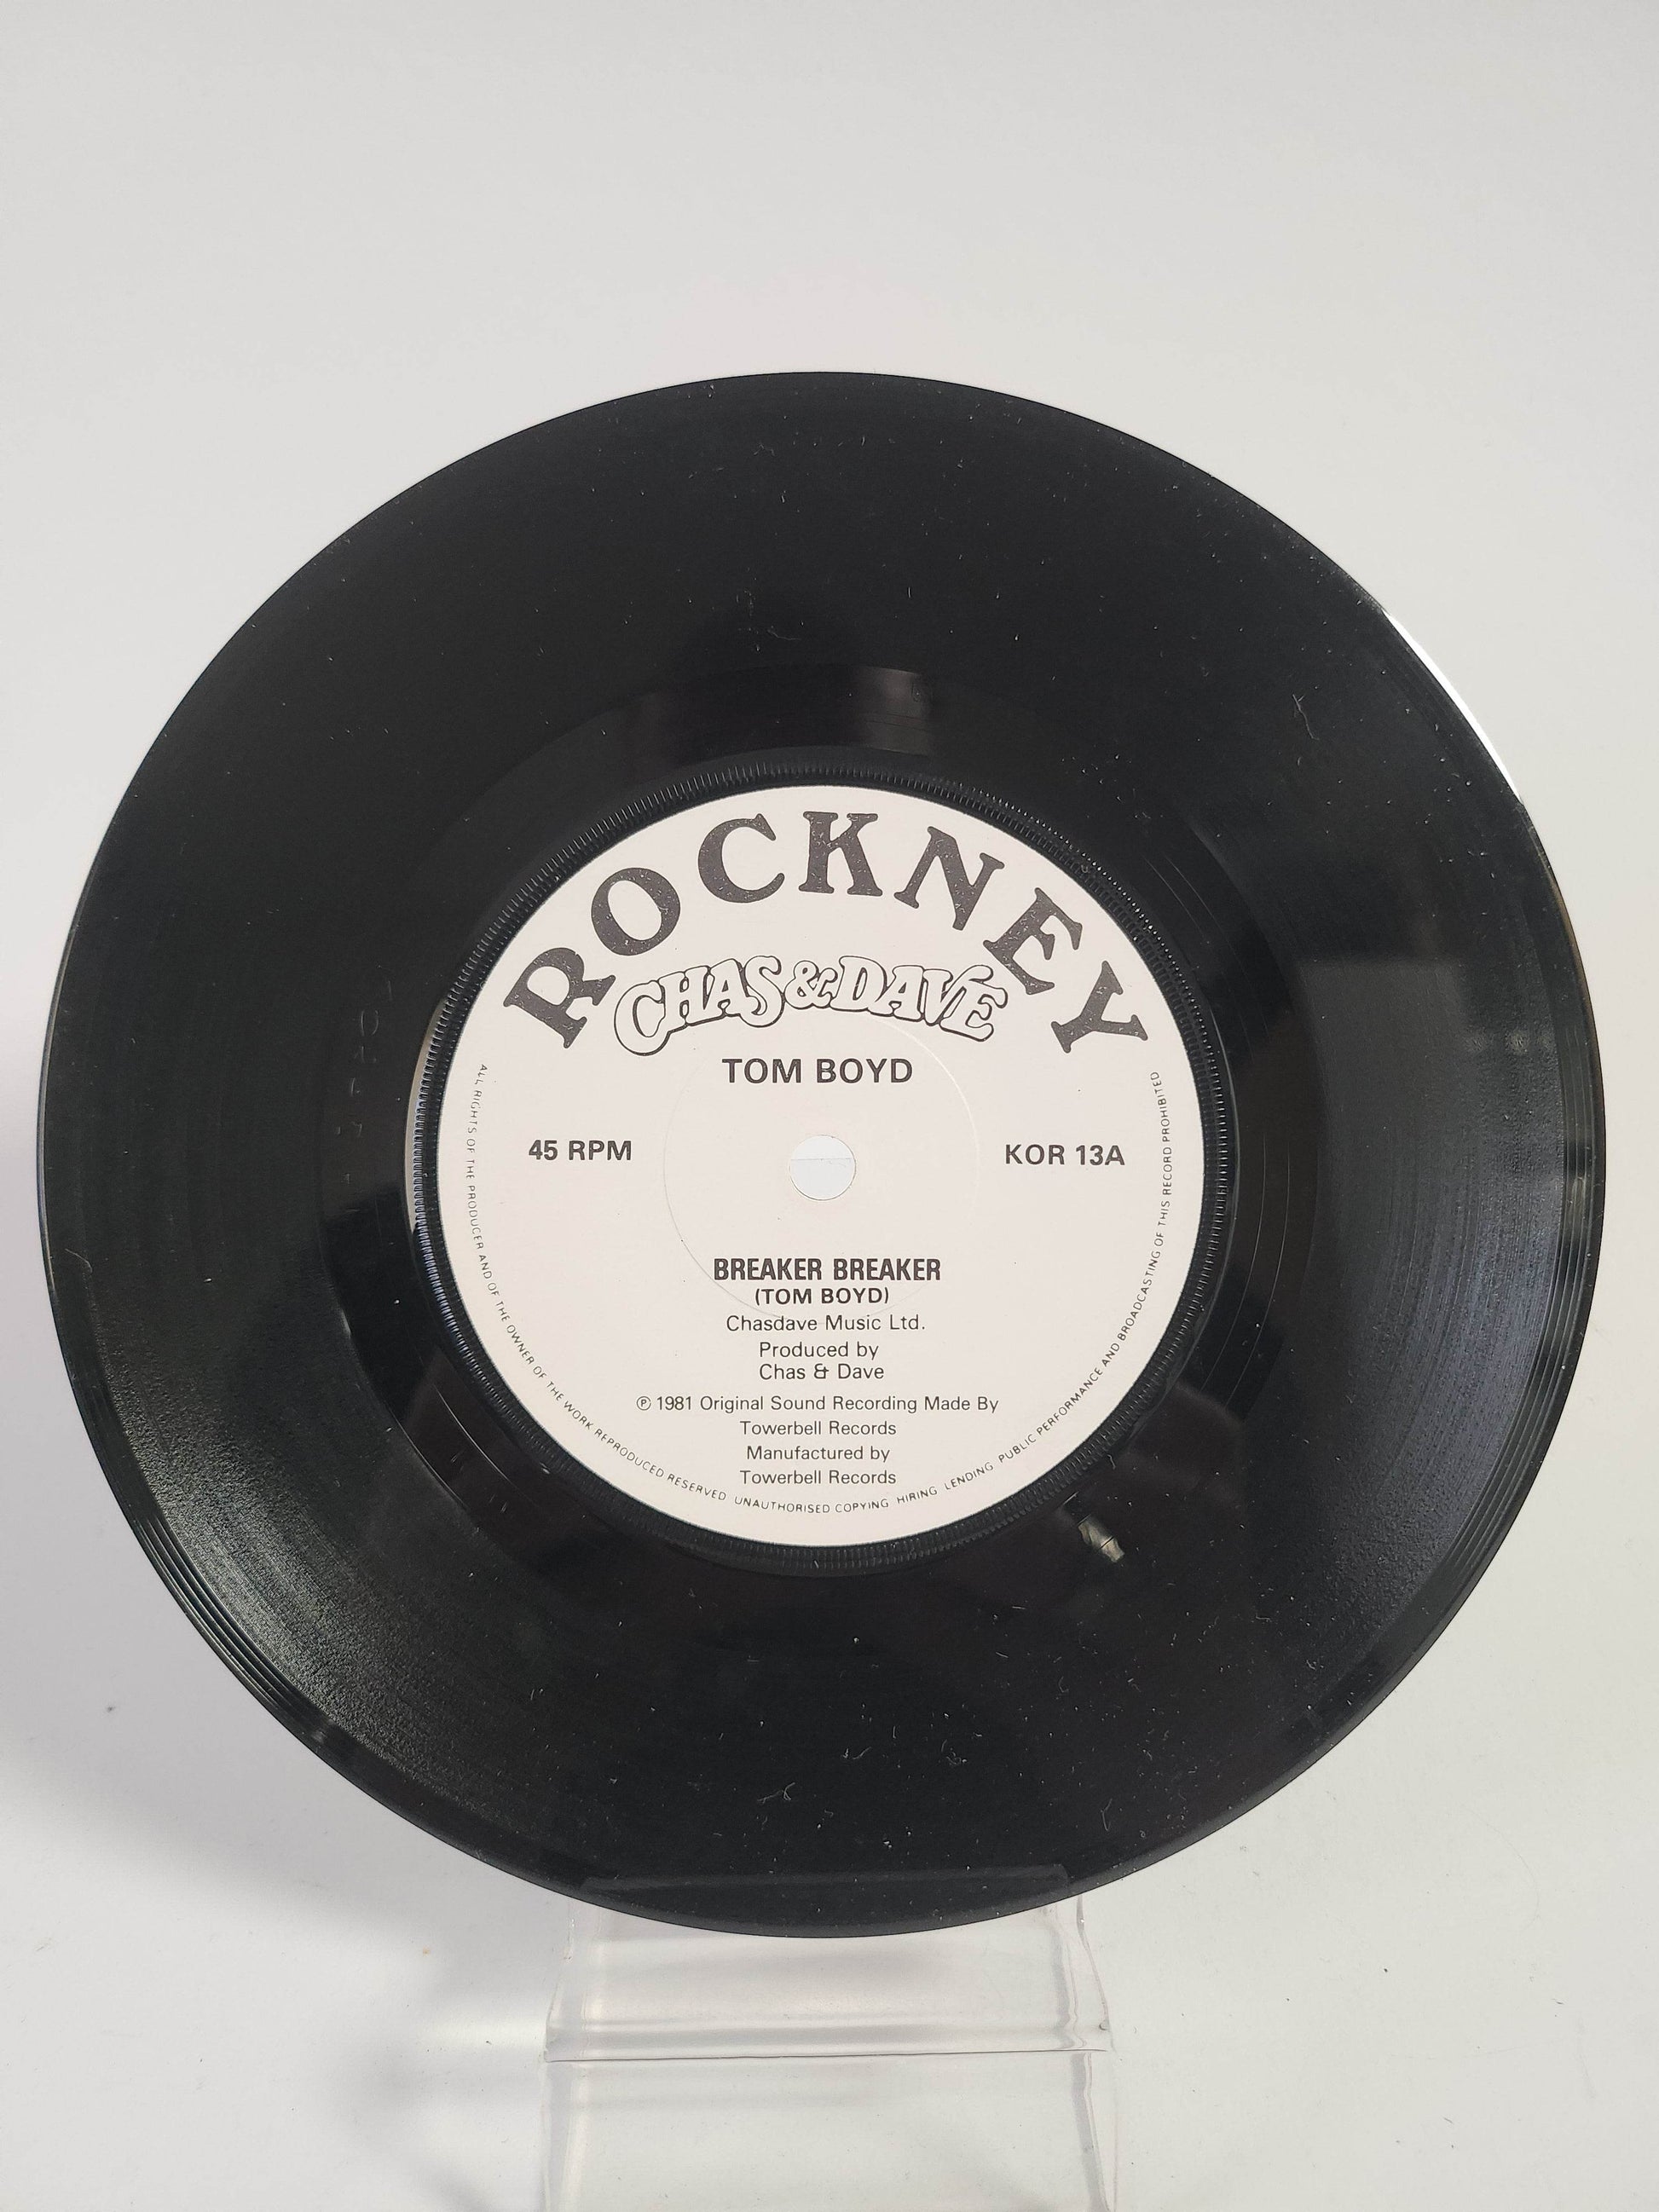 ROCKNEY
CHAS & DAVE
TOM BOYD
45 RPM
KOR 13A
BREAKER BREAKER
(TOM BOYD)
Chasdave Music Ltd.
Produced by
Chas & Dave
℗ 1981 Original Sound Recording Made By
Towerbell Records
Manufactured by
Towerbell Records
ALL RIGHTS OF THE PRODUCER AND OF THE OWNER OF THE WORK REPRODUCED RESERVED UNAUTHORISED COPYING HIRING LENDING PUBLIC PERFORMANCE AND BROADCASTING OF THIS RECORD PROHIBITED